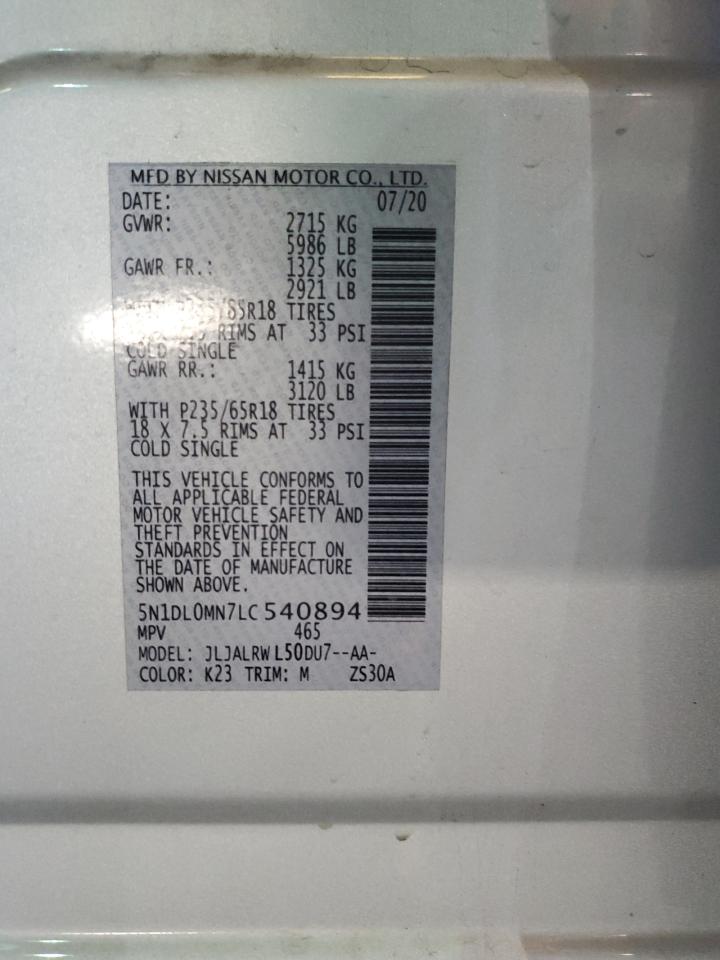 MFD BY NISSAN MOTOR CO., LTD.
DATE: 07/20
GVWR: 2715 KG
5986 LB
GAWR FR.: 1325 KG
2921 LB
TIRES
RIMS AT 33 PSI
COLD SINGLE
GAWR RR.: 1415 KG
3120 LB
WITH P235/65R18 TIRES
18 X 7.5 RIMS AT 33 PSI
COLD SINGLE
THIS VEHICLE CONFORMS TO
ALL APPLICABLE FEDERAL
MOTOR VEHICLE SAFETY AND
THEFT PREVENTION
STANDARDS IN EFFECT ON
THE DATE OF MANUFACTURE
SHOWN ABOVE.
5N1DL0MN7LC540894
MPV 465
MODEL: JLJALRWL50DU7--AA-
COLOR: K23 TRIM: M ZS30A